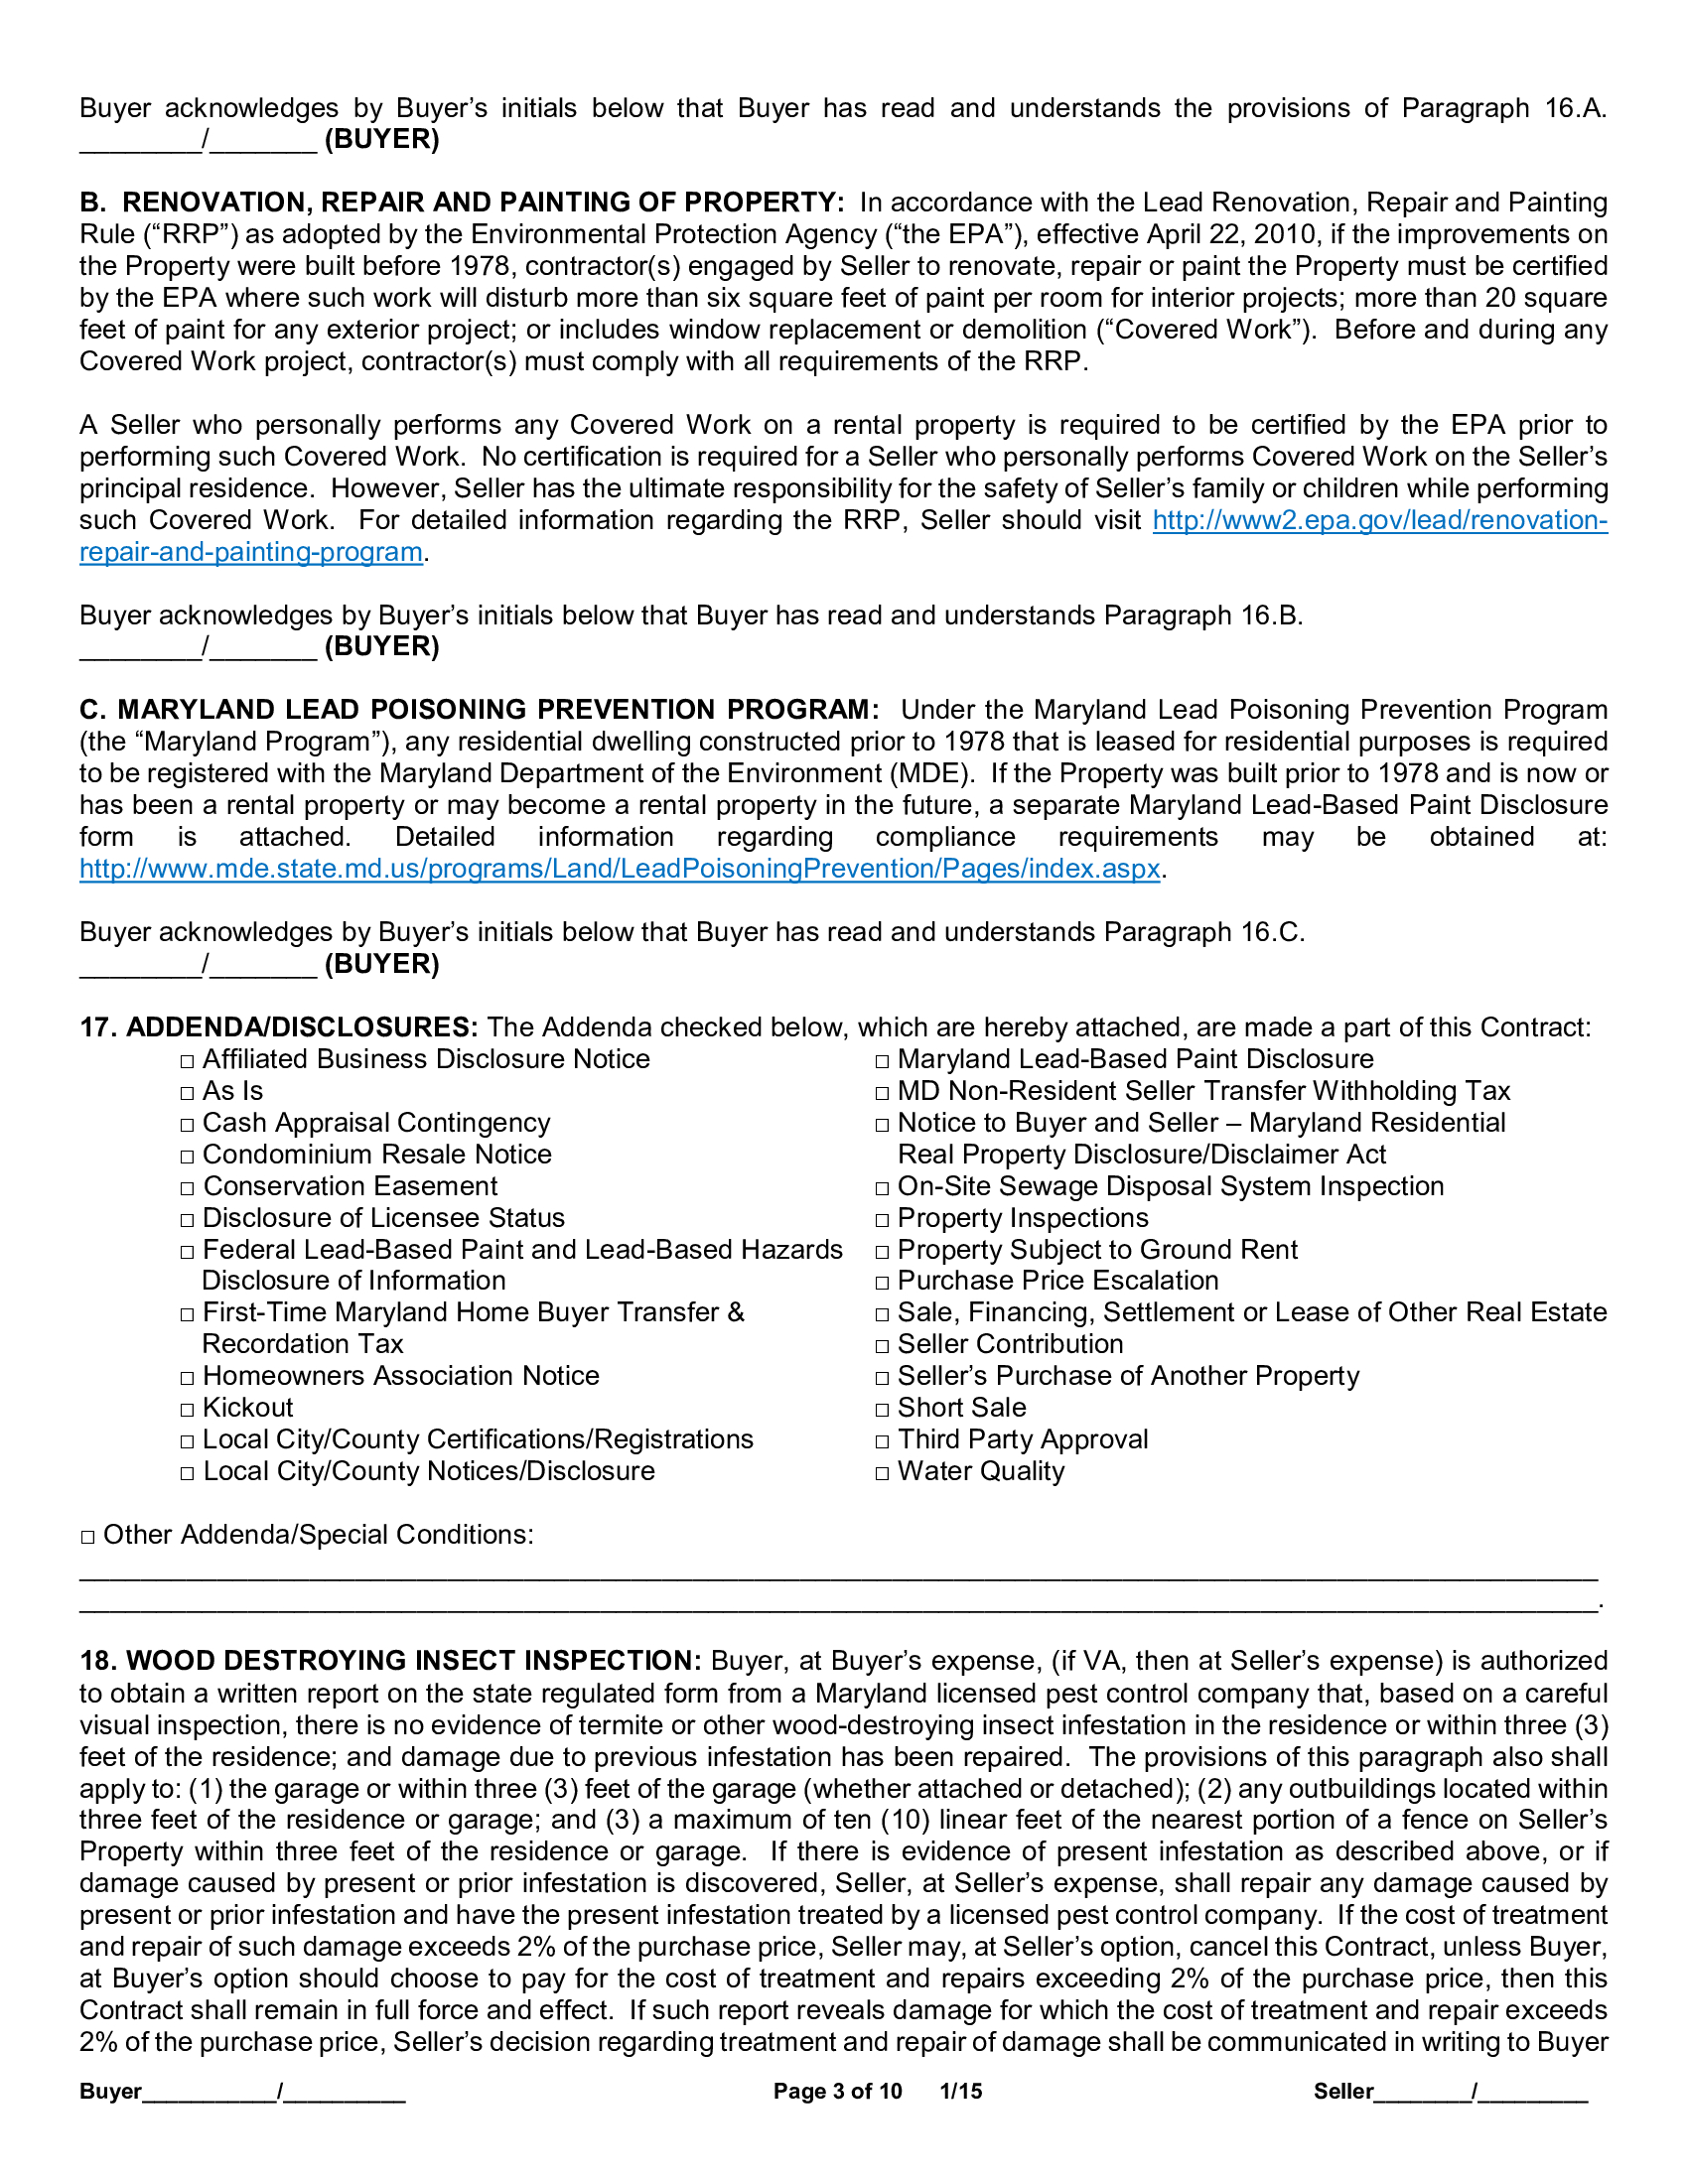 Buyer acknowledges by Buyer’s initials below that Buyer has read and understands the provisions of Paragraph 16.A.
________/_______ (BUYER)
B. RENOVATION, REPAIR AND PAINTING OF PROPERTY: In accordance with the Lead Renovation, Repair and Painting
Rule (“RRP”) as adopted by the Environmental Protection Agency (“the EPA”), effective April 22, 2010, if the improvements on
the Property were built before 1978, contractor(s) engaged by Seller to renovate, repair or paint the Property must be certified
by the EPA where such work will disturb more than six square feet of paint per room for interior projects; more than 20 square
feet of paint for any exterior project; or includes window replacement or demolition (“Covered Work”). Before and during any
Covered Work project, contractor(s) must comply with all requirements of the RRP.
A Seller who personally performs any Covered Work on a rental property is required to be certified by the EPA prior to
performing such Covered Work. No certification is required for a Seller who personally performs Covered Work on the Seller’s
principal residence. However, Seller has the ultimate responsibility for the safety of Seller’s family or children while performing
such Covered Work. For detailed information regarding the RRP, Seller should visit http://www2.epa.gov/lead/renovation-
repair-and-painting-program.
Buyer acknowledges by Buyer’s initials below that Buyer has read and understands Paragraph 16.B.
________/_______ (BUYER)
C. MARYLAND LEAD POISONING PREVENTION PROGRAM: Under the Maryland Lead Poisoning Prevention Program
(the “Maryland Program”), any residential dwelling constructed prior to 1978 that is leased for residential purposes is required
to be registered with the Maryland Department of the Environment (MDE). If the Property was built prior to 1978 and is now or
has been a rental property or may become a rental property in the future, a separate Maryland Lead-Based Paint Disclosure
form is attached. Detailed information regarding compliance requirements may be obtained at:
http://www.mde.state.md.us/programs/Land/LeadPoisoningPrevention/Pages/index.aspx.
Buyer acknowledges by Buyer’s initials below that Buyer has read and understands Paragraph 16.C.
________/_______ (BUYER)
17. ADDENDA/DISCLOSURES: The Addenda checked below, which are hereby attached, are made a part of this Contract:
□ Affiliated Business Disclosure Notice
□ As Is
□ Cash Appraisal Contingency
□ Condominium Resale Notice
□ Conservation Easement
□ Disclosure of Licensee Status
□ Federal Lead-Based Paint and Lead-Based Hazards
Disclosure of Information
□ First-Time Maryland Home Buyer Transfer &
Recordation Tax
□ Homeowners Association Notice
□ Kickout
□ Local City/County Certifications/Registrations
□ Local City/County Notices/Disclosure
□ Maryland Lead-Based Paint Disclosure
□ MD Non-Resident Seller Transfer Withholding Tax
□ Notice to Buyer and Seller – Maryland Residential
Real Property Disclosure/Disclaimer Act
□ On-Site Sewage Disposal System Inspection
□ Property Inspections
□ Property Subject to Ground Rent
□ Purchase Price Escalation
□ Sale, Financing, Settlement or Lease of Other Real Estate
□ Seller Contribution
□ Seller’s Purchase of Another Property
□ Short Sale
□ Third Party Approval
□ Water Quality
□ Other Addenda/Special Conditions:
____________________________________________________________________________________________________
____________________________________________________________________________________________________.
18. WOOD DESTROYING INSECT INSPECTION: Buyer, at Buyer’s expense, (if VA, then at Seller’s expense) is authorized
to obtain a written report on the state regulated form from a Maryland licensed pest control company that, based on a careful
visual inspection, there is no evidence of termite or other wood-destroying insect infestation in the residence or within three (3)
feet of the residence; and damage due to previous infestation has been repaired. The provisions of this paragraph also shall
apply to: (1) the garage or within three (3) feet of the garage (whether attached or detached); (2) any outbuildings located within
three feet of the residence or garage; and (3) a maximum of ten (10) linear feet of the nearest portion of a fence on Seller’s
Property within three feet of the residence or garage. If there is evidence of present infestation as described above, or if
damage caused by present or prior infestation is discovered, Seller, at Seller’s expense, shall repair any damage caused by
present or prior infestation and have the present infestation treated by a licensed pest control company. If the cost of treatment
and repair of such damage exceeds 2% of the purchase price, Seller may, at Seller’s option, cancel this Contract, unless Buyer,
at Buyer’s option should choose to pay for the cost of treatment and repairs exceeding 2% of the purchase price, then this
Contract shall remain in full force and effect. If such report reveals damage for which the cost of treatment and repair exceeds
2% of the purchase price, Seller’s decision regarding treatment and repair of damage shall be communicated in writing to Buyer
Buyer___________/__________ Page 3 of 10 1/15 Seller________/_________